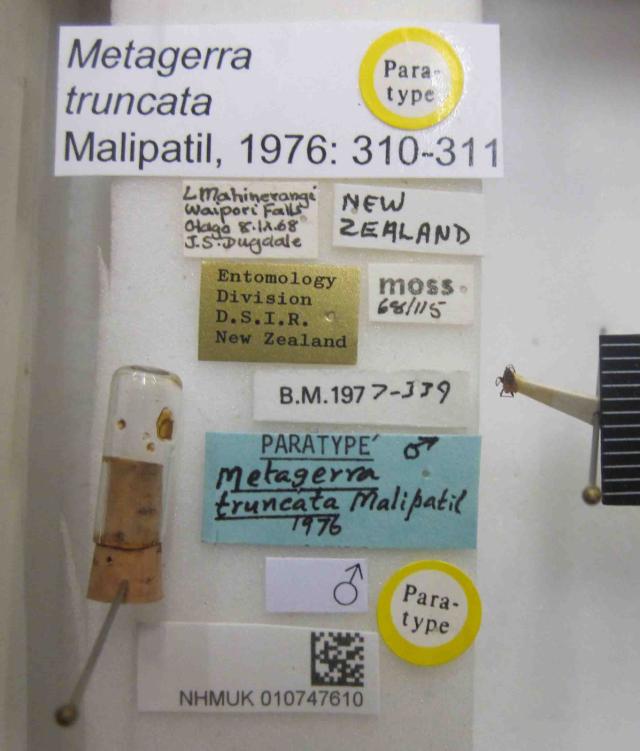 Metagerra
truncata
Malipatil, 1976: 310-311
Para-
type
L Mahinerangi
Waipori Falls
Otago 8.IX.68
J.S. Dugdale
NEW
ZEALAND
Entomology
Division
D.S.I.R.
New Zealand
moss
68/115
B.M.1977-339
PARATYPE ♂
Metagerra
truncata Malipatil
1976
♂
Para-
type
NHMUK 010747610